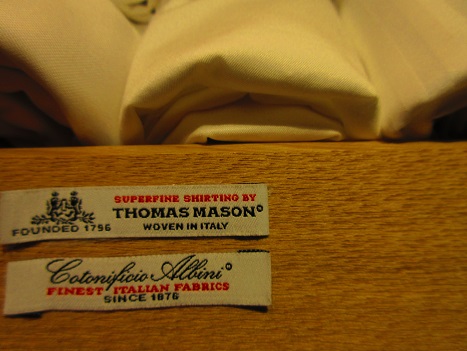 SUPERFINE SHIRTING BY
THOMAS MASON®
FOUNDED 1796
WOVEN IN ITALY
Cotonificio Albini®
FINEST ITALIAN FABRICS
SINCE 1876